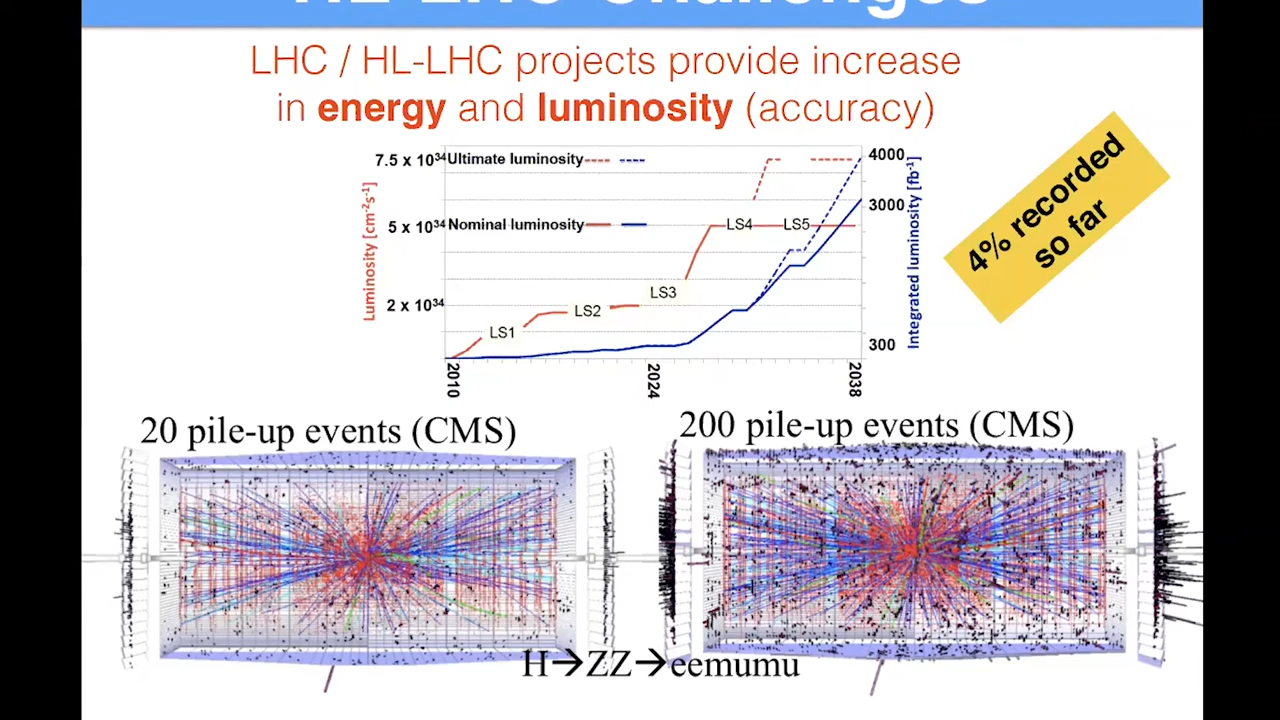 HL-LHC Challenges
LHC / HL-LHC projects provide increase
in energy and luminosity (accuracy)
7.5 x 10³⁴ Ultimate luminosity
5 x 10³⁴ Nominal luminosity
2 x 10³⁴
Luminosity [cm⁻²s⁻¹]
LS1
LS2
LS3
LS4
LS5
4000
3000
300
Integrated luminosity [fb⁻¹]
2010
2024
2038
4% recorded
so far
20 pile-up events (CMS)
200 pile-up events (CMS)
H→ZZ→eemumu